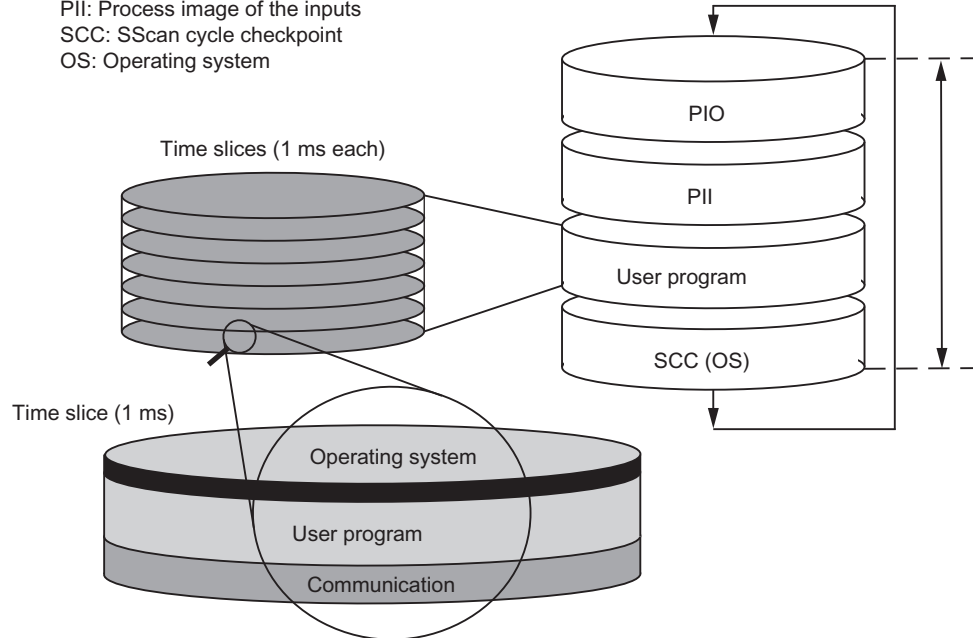 PII: Process image of the inputs
SCC: SScan cycle checkpoint
OS: Operating system
PIO
Time slices (1 ms each)
PII
User program
SCC (OS)
Time slice (1 ms)
Operating system
User program
Communication